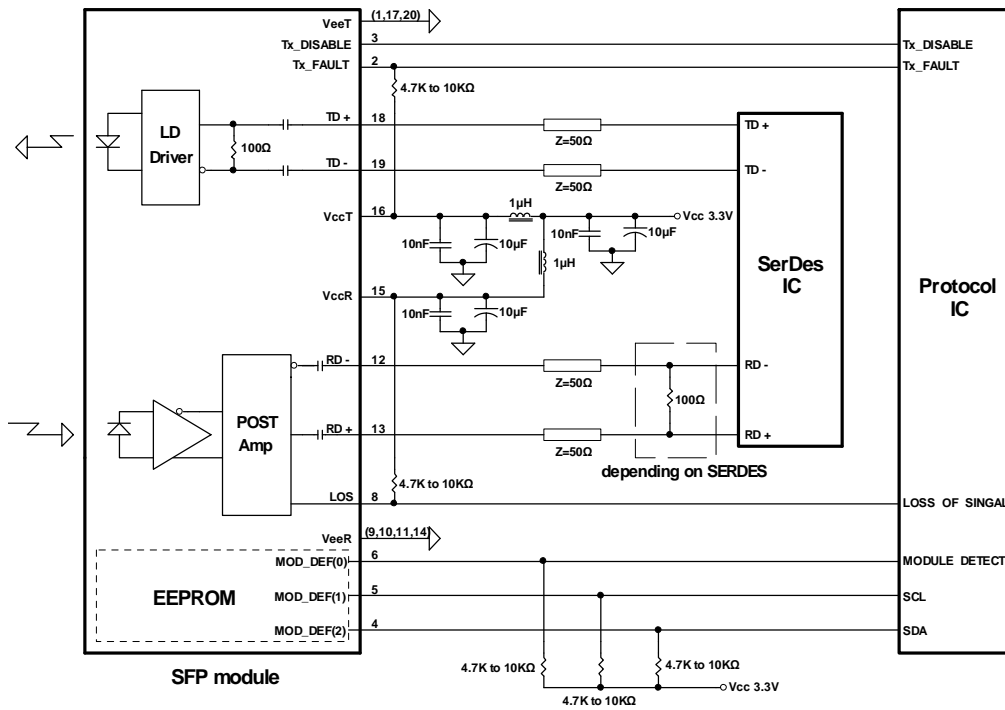 VeeT (1,17,20)
Tx_DISABLE 3 Tx_DISABLE
Tx_FAULT 2 Tx_FAULT
4.7K to 10KΩ
LD
Driver
100Ω
TD + 18 Z=50Ω TD +
TD - 19 Z=50Ω TD -
1µH
VccT 16 Vcc 3.3V
10nF 10µF 10nF 10µF
1µH
SerDes
IC
Protocol
IC
VccR 15
10nF 10µF
RD - 12 Z=50Ω RD -
100Ω
POST
Amp
RD + 13 Z=50Ω RD +
depending on SERDES
4.7K to 10KΩ
LOS 8 LOSS OF SINGAL
VeeR (9,10,11,14)
MOD_DEF(0) 6 MODULE DETECT
EEPROM
MOD_DEF(1) 5 SCL
MOD_DEF(2) 4 SDA
4.7K to 10KΩ 4.7K to 10KΩ
4.7K to 10KΩ
Vcc 3.3V
SFP module